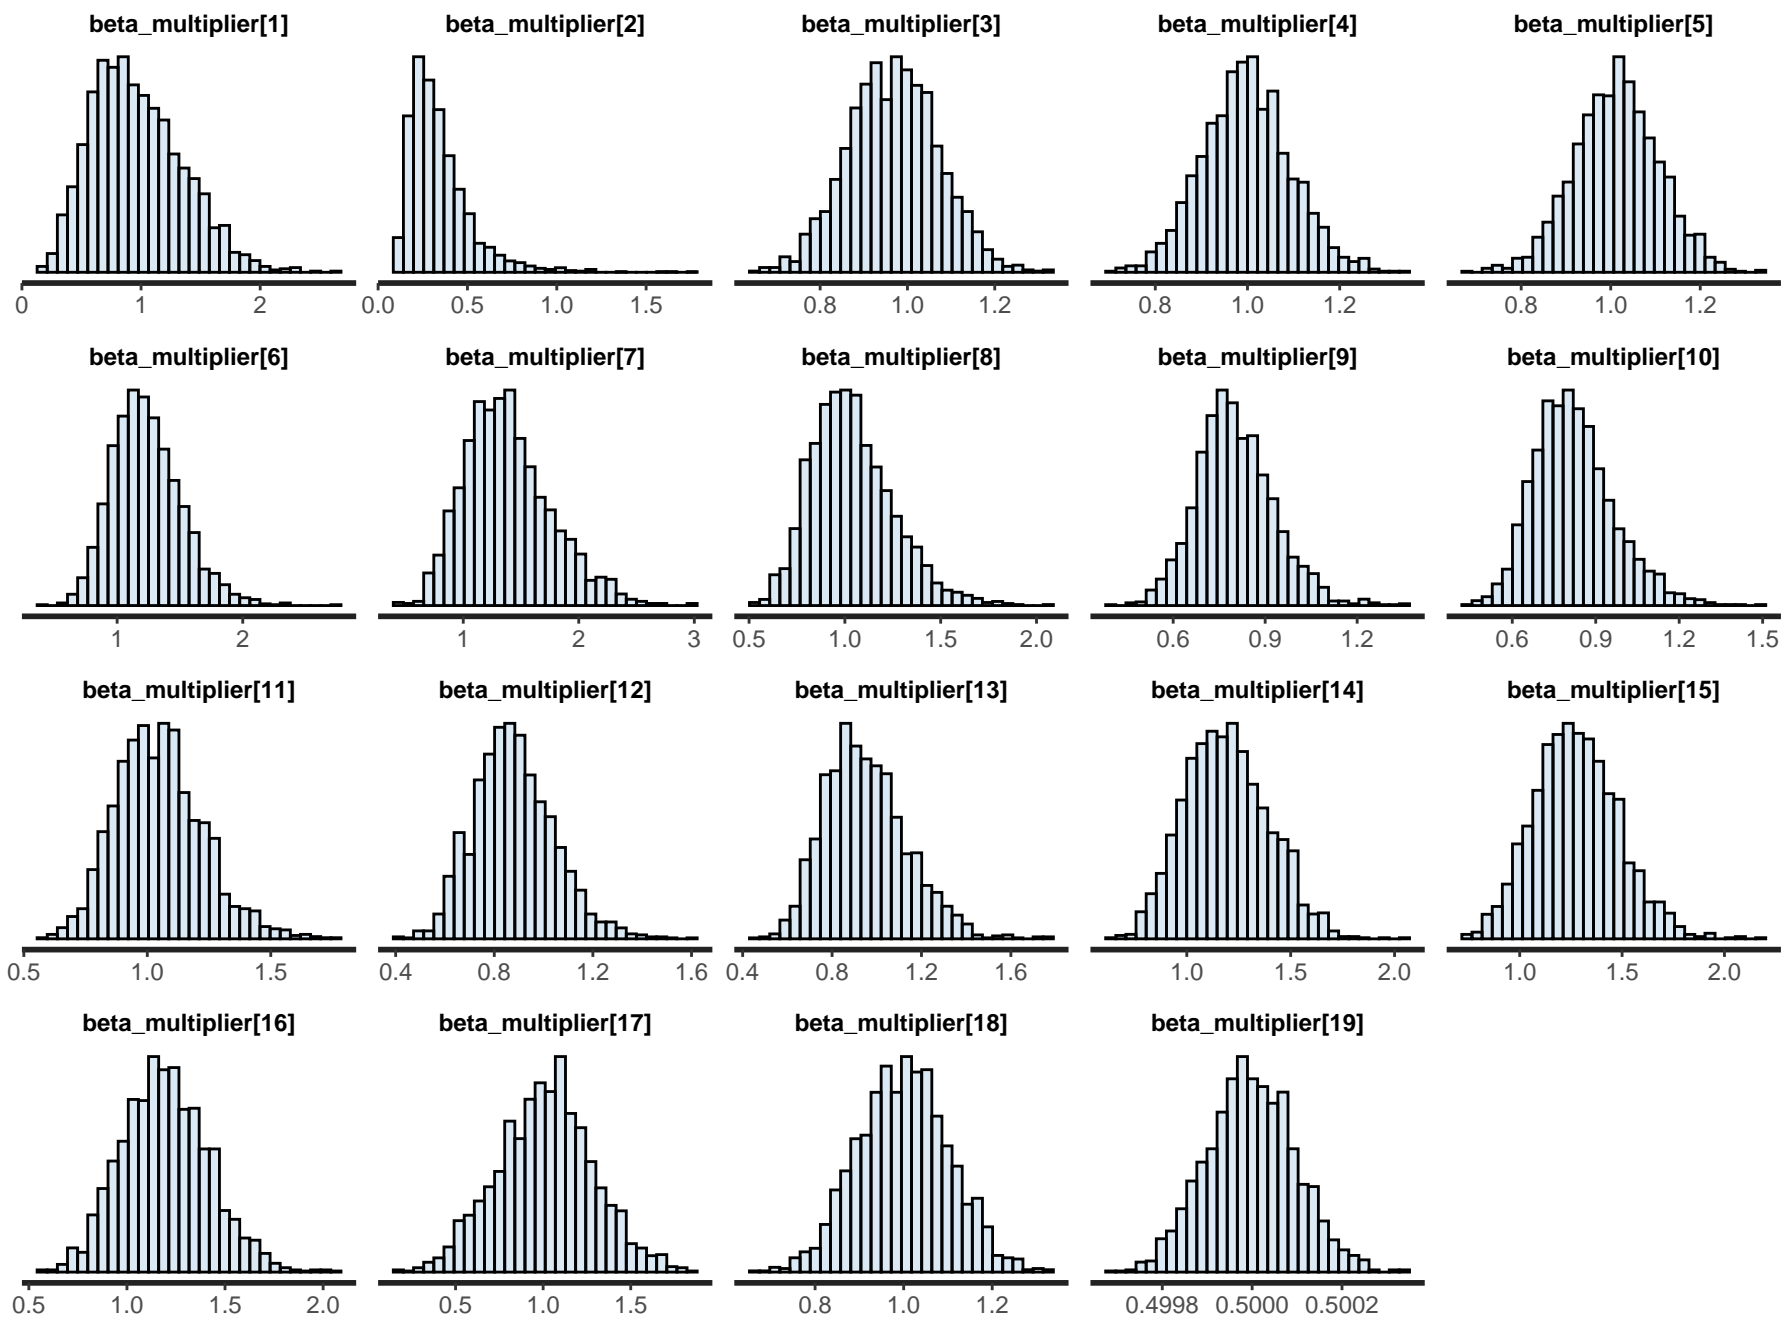 beta_multiplier[1] beta_multiplier[2] beta_multiplier[3] beta_multiplier[4] beta_multiplier[5]
0 1 2 0.0 0.5 1.0 1.5 0.8 1.0 1.2 0.8 1.0 1.2 0.8 1.0 1.2
beta_multiplier[6] beta_multiplier[7] beta_multiplier[8] beta_multiplier[9] beta_multiplier[10]
1 2 1 2 3 0.5 1.0 1.5 2.0 0.6 0.9 1.2 0.6 0.9 1.2 1.5
beta_multiplier[11] beta_multiplier[12] beta_multiplier[13] beta_multiplier[14] beta_multiplier[15]
0.5 1.0 1.5 0.4 0.8 1.2 1.6 0.4 0.8 1.2 1.6 1.0 1.5 2.0 1.0 1.5 2.0
beta_multiplier[16] beta_multiplier[17] beta_multiplier[18] beta_multiplier[19]
0.5 1.0 1.5 2.0 0.5 1.0 1.5 0.8 1.0 1.2 0.4998 0.5000 0.5002